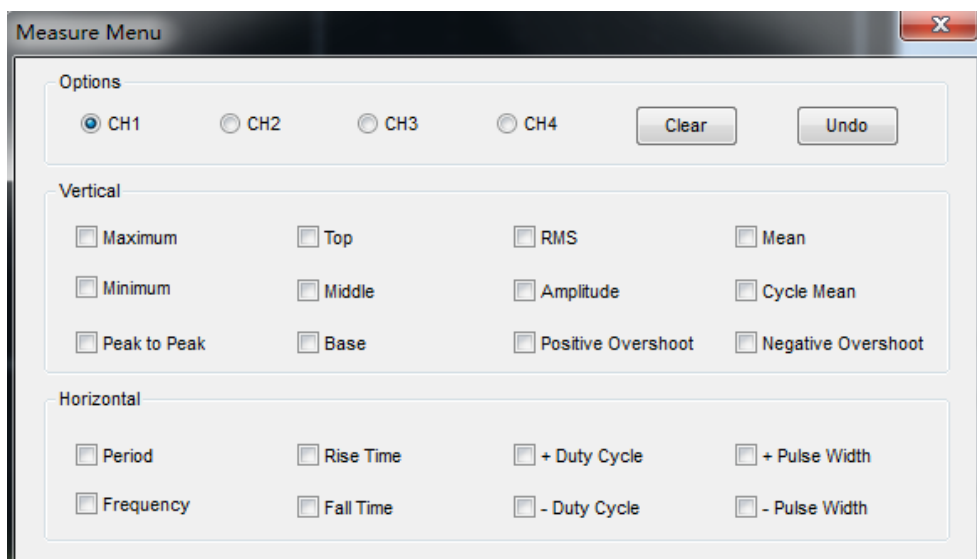 Measure Menu
Options
CH1 CH2 CH3 CH4 Clear Undo
Vertical
Maximum Top RMS Mean
Minimum Middle Amplitude Cycle Mean
Peak to Peak Base Positive Overshoot Negative Overshoot
Horizontal
Period Rise Time + Duty Cycle + Pulse Width
Frequency Fall Time - Duty Cycle - Pulse Width